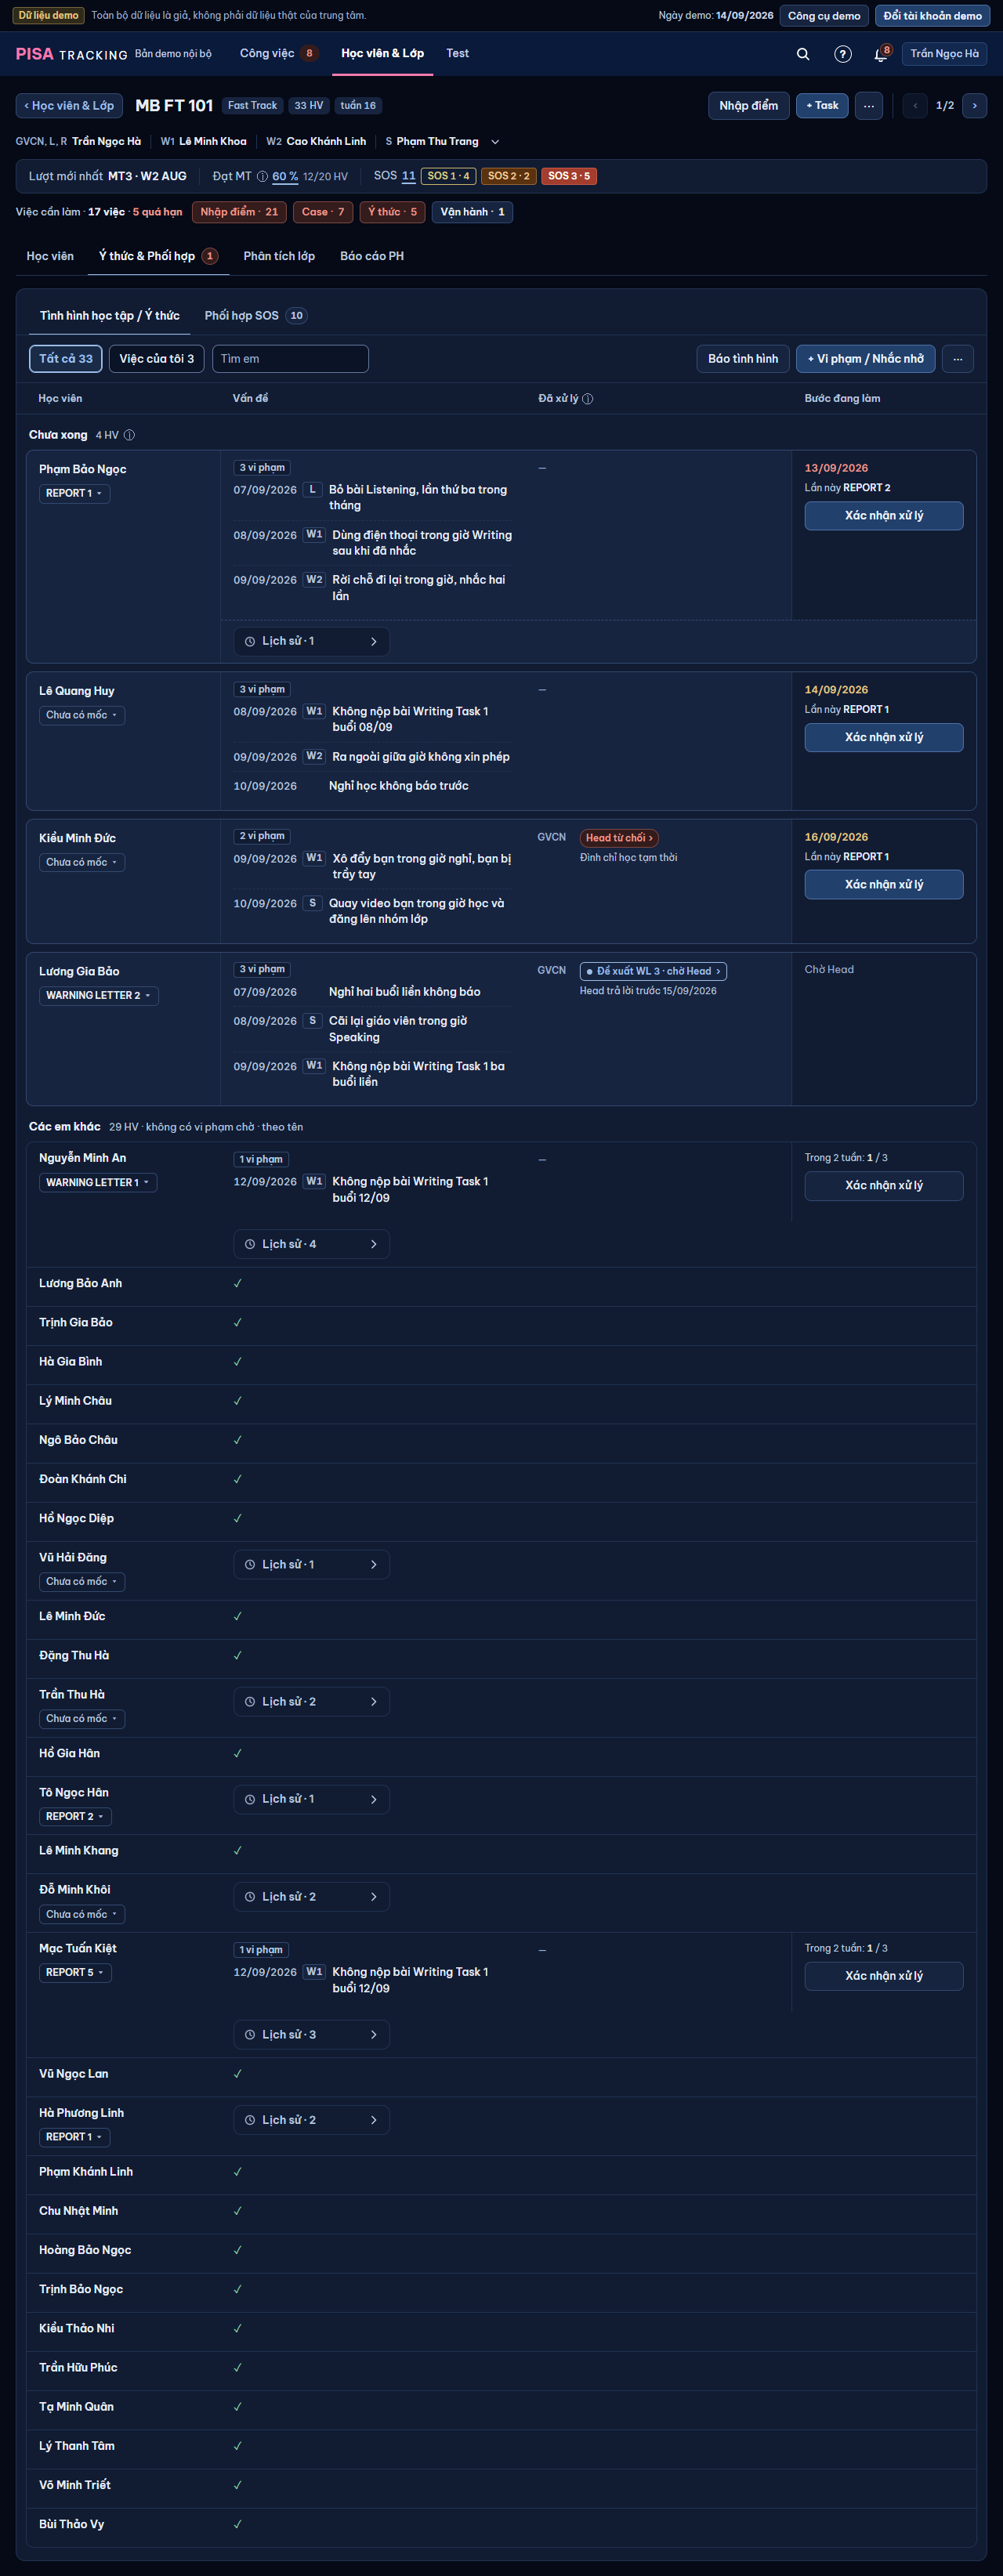 Dữ liệu demo Toàn bộ dữ liệu là giả, không phải dữ liệu thật của trung tâm. Ngày demo: 14/09/2026 Công cụ demo Đổi tài khoản demo
PISA TRACKING Bản demo nội bộ Công việc 8 Học viên & Lớp Test ? 8 Trần Ngọc Hà
‹ Học viên & Lớp MB FT 101 Fast Track 33 HV tuần 16 Nhập điểm + Task ... ‹ 1/2 ›
GVCN, L, R Trần Ngọc Hà W1 Lê Minh Khoa W2 Cao Khánh Linh S Phạm Thu Trang
Lượt mới nhất MT3 · W2 AUG Đạt MT ⓘ 60 % 12/20 HV SOS 11 SOS 1 · 4 SOS 2 · 2 SOS 3 · 5
Việc cần làm · 17 việc · 5 quá hạn Nhập điểm · 21 Case · 7 Ý thức · 5 Vận hành · 1
Học viên Ý thức & Phối hợp 1 Phân tích lớp Báo cáo PH
Tình hình học tập / Ý thức Phối hợp SOS 10
Tất cả 33 Việc của tôi 3 Tìm em Báo tình hình + Vi phạm / Nhắc nhở ...
Học viên Vấn đề Đã xử lý ⓘ Bước đang làm
Chưa xong 4 HV ⓘ
Phạm Bảo Ngọc 3 vi phạm — 13/09/2026
REPORT 1 07/09/2026 L Bỏ bài Listening, lần thứ ba trong Lần này REPORT 2
tháng Xác nhận xử lý
08/09/2026 W1 Dùng điện thoại trong giờ Writing
sau khi đã nhắc
09/09/2026 W2 Rời chỗ đi lại trong giờ, nhắc hai
lần
Lịch sử · 1 ›
Lê Quang Huy 3 vi phạm — 14/09/2026
Chưa có mốc 08/09/2026 W1 Không nộp bài Writing Task 1 Lần này REPORT 1
buổi 08/09 Xác nhận xử lý
09/09/2026 W2 Ra ngoài giữa giờ không xin phép
10/09/2026 Nghỉ học không báo trước
Kiều Minh Đức 2 vi phạm GVCN Head từ chối › 16/09/2026
Chưa có mốc 09/09/2026 W1 Xô đẩy bạn trong giờ nghỉ, bạn bị Đình chỉ học tạm thời Lần này REPORT 1
trầy tay Xác nhận xử lý
10/09/2026 S Quay video bạn trong giờ học và
đăng lên nhóm lớp
Lương Gia Bảo 3 vi phạm GVCN Đề xuất WL 3 · chờ Head › Chờ Head
WARNING LETTER 2 07/09/2026 Nghỉ hai buổi liền không báo Head trả lời trước 15/09/2026
08/09/2026 S Cãi lại giáo viên trong giờ
Speaking
09/09/2026 W1 Không nộp bài Writing Task 1 ba
buổi liền
Các em khác 29 HV · không có vi phạm chờ · theo tên
Nguyễn Minh An 1 vi phạm — Trong 2 tuần: 1 / 3
WARNING LETTER 1 12/09/2026 W1 Không nộp bài Writing Task 1 Xác nhận xử lý
buổi 12/09
Lịch sử · 4 ›
Lương Bảo Anh ✓
Trịnh Gia Bảo ✓
Hà Gia Bình ✓
Lý Minh Châu ✓
Ngô Bảo Châu ✓
Đoàn Khánh Chi ✓
Hồ Ngọc Diệp ✓
Vũ Hải Đăng Lịch sử · 1 ›
Chưa có mốc
Lê Minh Đức ✓
Đặng Thu Hà ✓
Trần Thu Hà Lịch sử · 2 ›
Chưa có mốc
Hồ Gia Hân ✓
Tô Ngọc Hân Lịch sử · 1 ›
REPORT 2
Lê Minh Khang ✓
Đỗ Minh Khôi Lịch sử · 2 ›
Chưa có mốc
Mạc Tuấn Kiệt 1 vi phạm — Trong 2 tuần: 1 / 3
REPORT 5 12/09/2026 W1 Không nộp bài Writing Task 1 Xác nhận xử lý
buổi 12/09
Lịch sử · 3 ›
Vũ Ngọc Lan ✓
Hà Phương Linh Lịch sử · 2 ›
REPORT 1
Phạm Khánh Linh ✓
Chu Nhật Minh ✓
Hoàng Bảo Ngọc ✓
Trịnh Bảo Ngọc ✓
Kiều Thảo Nhi ✓
Trần Hữu Phúc ✓
Tạ Minh Quân ✓
Lý Thanh Tâm ✓
Võ Minh Triết ✓
Bùi Thảo Vy ✓